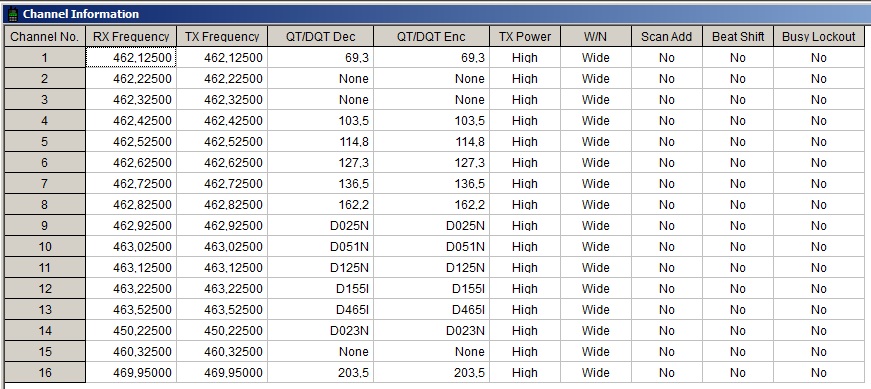 Channel Information
Channel No. RX Frequency TX Frequency QT/DQT Dec QT/DQT Enc TX Power W/N Scan Add Beat Shift Busy Lockout
1 462,12500 462,12500 69,3 69,3 High Wide No No No
2 462,22500 462,22500 None None High Wide No No No
3 462,32500 462,32500 None None High Wide No No No
4 462,42500 462,42500 103,5 103,5 High Wide No No No
5 462,52500 462,52500 114,8 114,8 High Wide No No No
6 462,62500 462,62500 127,3 127,3 High Wide No No No
7 462,72500 462,72500 136,5 136,5 High Wide No No No
8 462,82500 462,82500 162,2 162,2 High Wide No No No
9 462,92500 462,92500 D025N D025N High Wide No No No
10 463,02500 463,02500 D051N D051N High Wide No No No
11 463,12500 463,12500 D125N D125N High Wide No No No
12 463,22500 463,22500 D155I D155I High Wide No No No
13 463,52500 463,52500 D465I D465I High Wide No No No
14 450,22500 450,22500 D023N D023N High Wide No No No
15 460,32500 460,32500 None None High Wide No No No
16 469,95000 469,95000 203,5 203,5 High Wide No No No